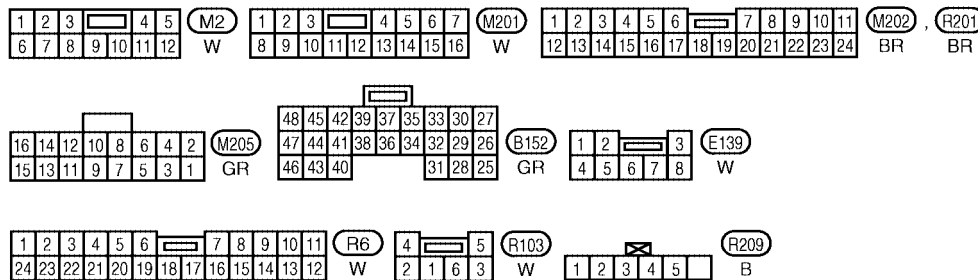 1 2 3 4 5 M2
6 7 8 9 10 11 12 W
1 2 3 4 5 6 7 M201
8 9 10 11 12 13 14 15 16 W
1 2 3 4 5 6 7 8 9 10 11 M202 , R201
12 13 14 15 16 17 18 19 20 21 22 23 24 BR BR
16 14 12 10 8 6 4 2 M205
15 13 11 9 7 5 3 1 GR
48 45 42 39 37 35 33 30 27
47 44 41 38 36 34 32 29 26 B152
46 43 40 31 28 25 GR
1 2 3 E139
4 5 6 7 8 W
1 2 3 4 5 6 7 8 9 10 11 R6
24 23 22 21 20 19 18 17 16 15 14 13 12 W
4 5 R103
2 1 6 3 W
R209
1 2 3 4 5 B